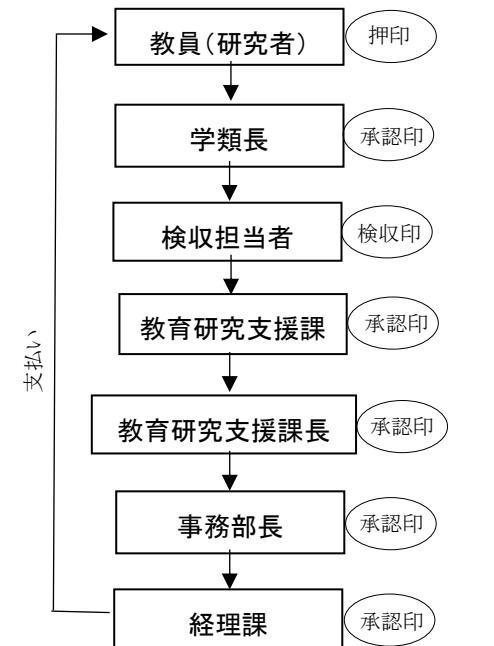 教員(研究者)
押印
学類長
承認印
検収担当者
検収印
教育研究支援課
承認印
支払い
教育研究支援課長
承認印
事務部長
承認印
経理課
承認印